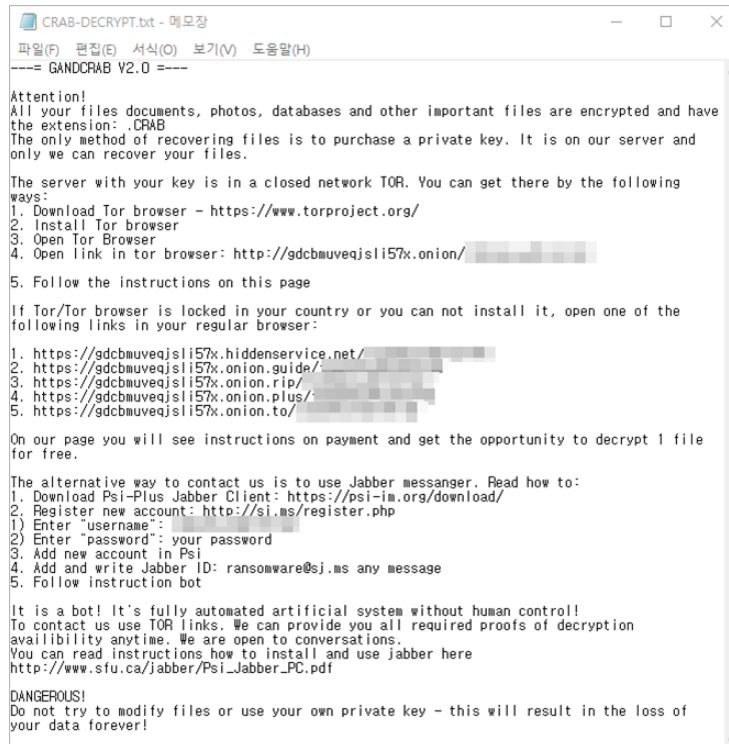 CRAB-DECRYPT.txt - 메모장
파일(F) 편집(E) 서식(O) 보기(V) 도움말(H)
---= GANDCRAB V2.0 =---
Attention!
All your files documents, photos, databases and other important files are encrypted and have
the extension: .CRAB
The only method of recovering files is to purchase a private key. It is on our server and
only we can recover your files.
The server with your key is in a closed network TOR. You can get there by the following
ways:
1. Download Tor browser - https://www.torproject.org/
2. Install Tor browser
3. Open Tor Browser
4. Open link in tor browser: http://gdcbmuveqjsli57x.onion/
5. Follow the instructions on this page
If Tor/Tor browser is locked in your country or you can not install it, open one of the
following links in your regular browser:
1. https://gdcbmuveqjsli57x.hiddenservice.net/
2. https://gdcbmuveqjsli57x.onion.guide/
3. https://gdcbmuveqjsli57x.onion.rip/
4. https://gdcbmuveqjsli57x.onion.plus/
5. https://gdcbmuveqjsli57x.onion.to/
On our page you will see instructions on payment and get the opportunity to decrypt 1 file
for free.
The alternative way to contact us is to use Jabber messanger. Read how to:
1. Download Psi-Plus Jabber Client: https://psi-im.org/download/
2. Register new account: http://sj.ms/register.php
1) Enter "username":
2) Enter "password": your password
3. Add new account in Psi
4. Add and write Jabber ID: ransomware@sj.ms any message
5. Follow instruction bot
It is a bot! It's fully automated artificial system without human control!
To contact us use TOR links. We can provide you all required proofs of decryption
availibility anytime. We are open to conversations.
You can read instructions how to install and use jabber here
http://www.sfu.ca/jabber/Psi_Jabber_PC.pdf
DANGEROUS!
Do not try to modify files or use your own private key - this will result in the loss of
your data forever!